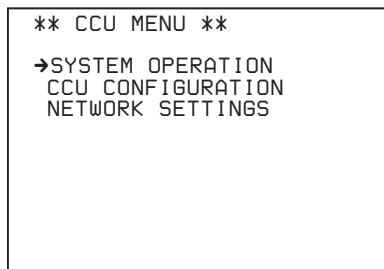 ** CCU MENU **
→SYSTEM OPERATION
CCU CONFIGURATION
NETWORK SETTINGS